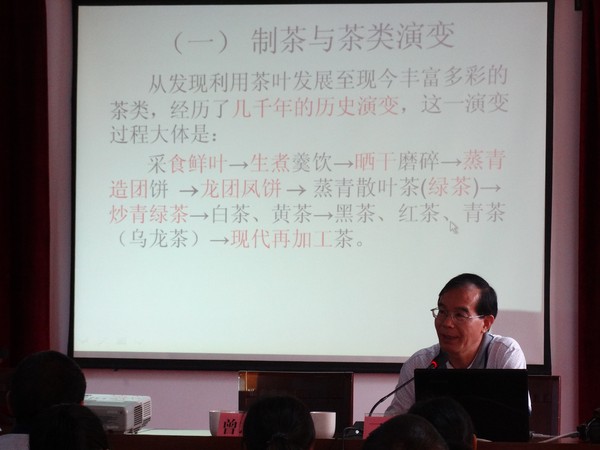 （一） 制茶与茶类演变
从发现利用茶叶发展至现今丰富多彩的
茶类，经历了几千年的历史演变，这一演变
过程大体是：
采食鲜叶→生煮羹饮→晒干磨碎→蒸青
造团饼 →龙团凤饼→ 蒸青散叶茶(绿茶)→
炒青绿茶→白茶、黄茶→黑茶、红茶、青茶
（乌龙茶）→现代再加工茶。
曾